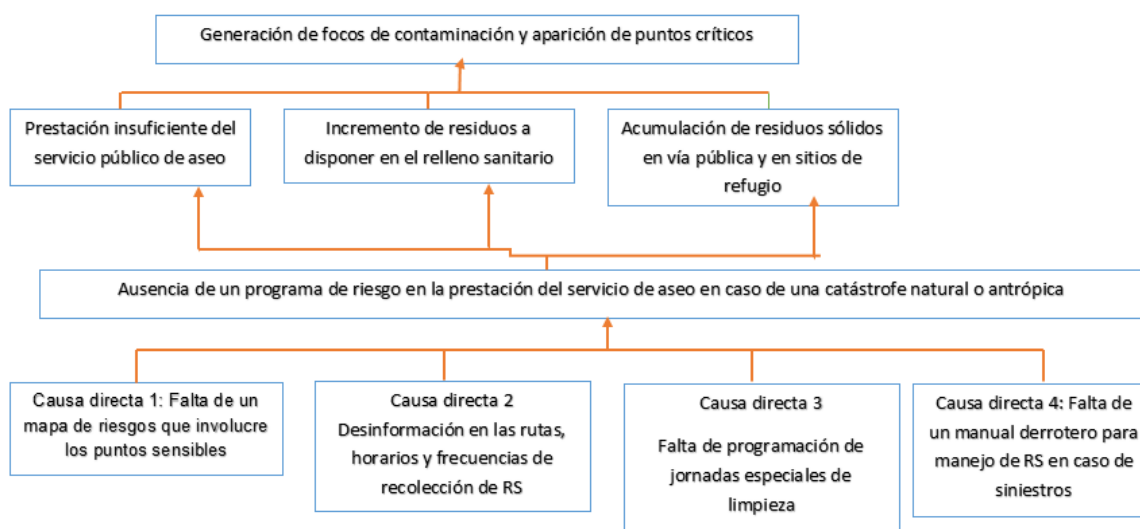 Generación de focos de contaminación y aparición de puntos críticos
Prestación insuficiente del
servicio público de aseo
Incremento de residuos a
disponer en el relleno sanitario
Acumulación de residuos sólidos
en vía pública y en sitios de
refugio
Ausencia de un programa de riesgo en la prestación del servicio de aseo en caso de una catástrofe natural o antrópica
Causa directa 1: Falta de un
mapa de riesgos que involucre
los puntos sensibles
Causa directa 2
Desinformación en las rutas,
horarios y frecuencias de
recolección de RS
Causa directa 3
Falta de programación de
jornadas especiales de
limpieza
Causa directa 4: Falta de
un manual derrotero para
manejo de RS en caso de
siniestros